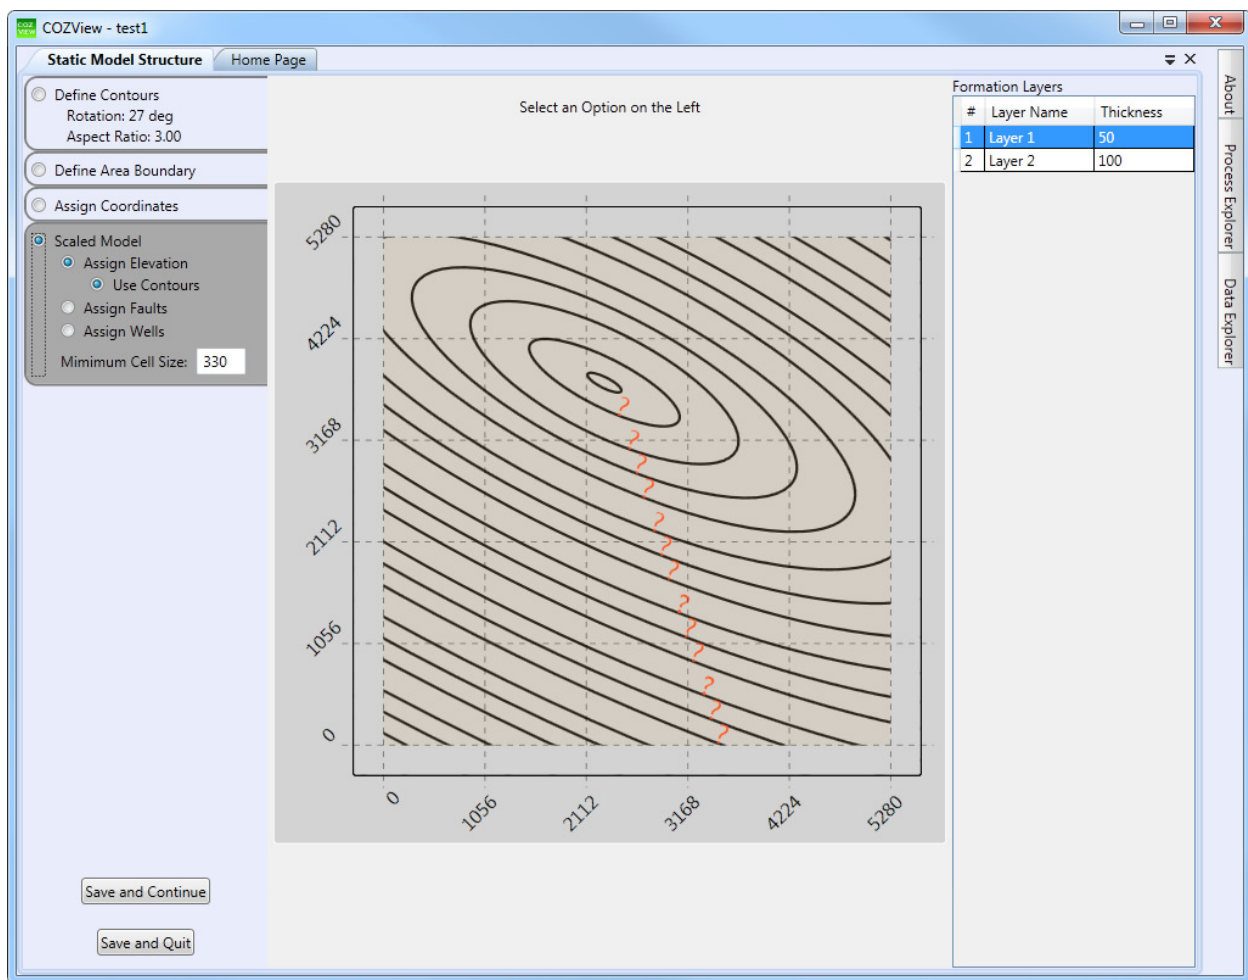 COZ VIEW
COZView - test1
Static Model Structure
Home Page
Define Contours
Rotation: 27 deg
Aspect Ratio: 3.00
Define Area Boundary
Assign Coordinates
Scaled Model
Assign Elevation
Use Contours
Assign Faults
Assign Wells
Mimimum Cell Size: 330
Save and Continue
Save and Quit
Select an Option on the Left
5280
4224
3168
2112
1056
0
0
1056
2112
3168
4224
5280
?
?
?
?
?
?
?
?
?
?
?
?
?
Formation Layers
# Layer Name Thickness
1 Layer 1 50
2 Layer 2 100
About
Process Explorer
Data Explorer